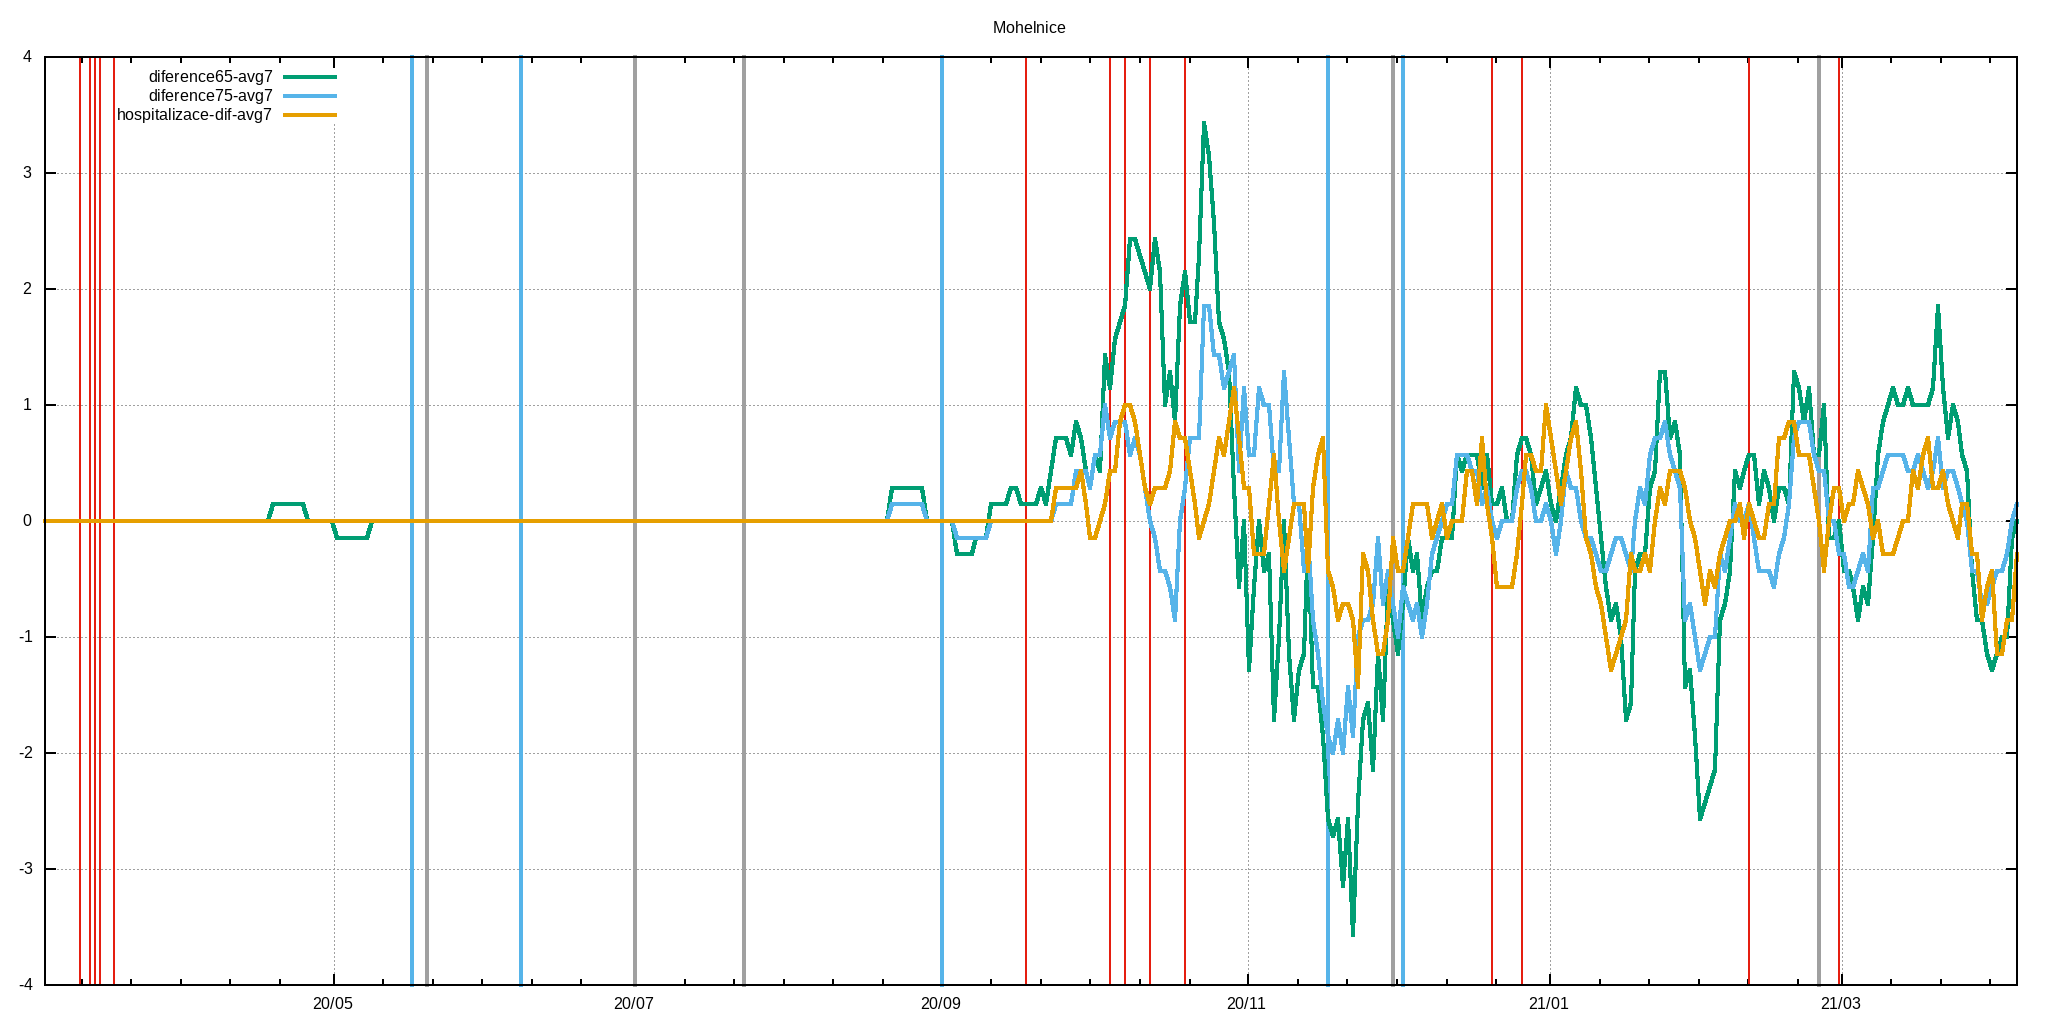 Mohelnice
diference65-avg7
diference75-avg7
hospitalizace-dif-avg7
4
3
2
1
0
-1
-2
-3
-4
20/05 20/07 20/09 20/11 21/01 21/03